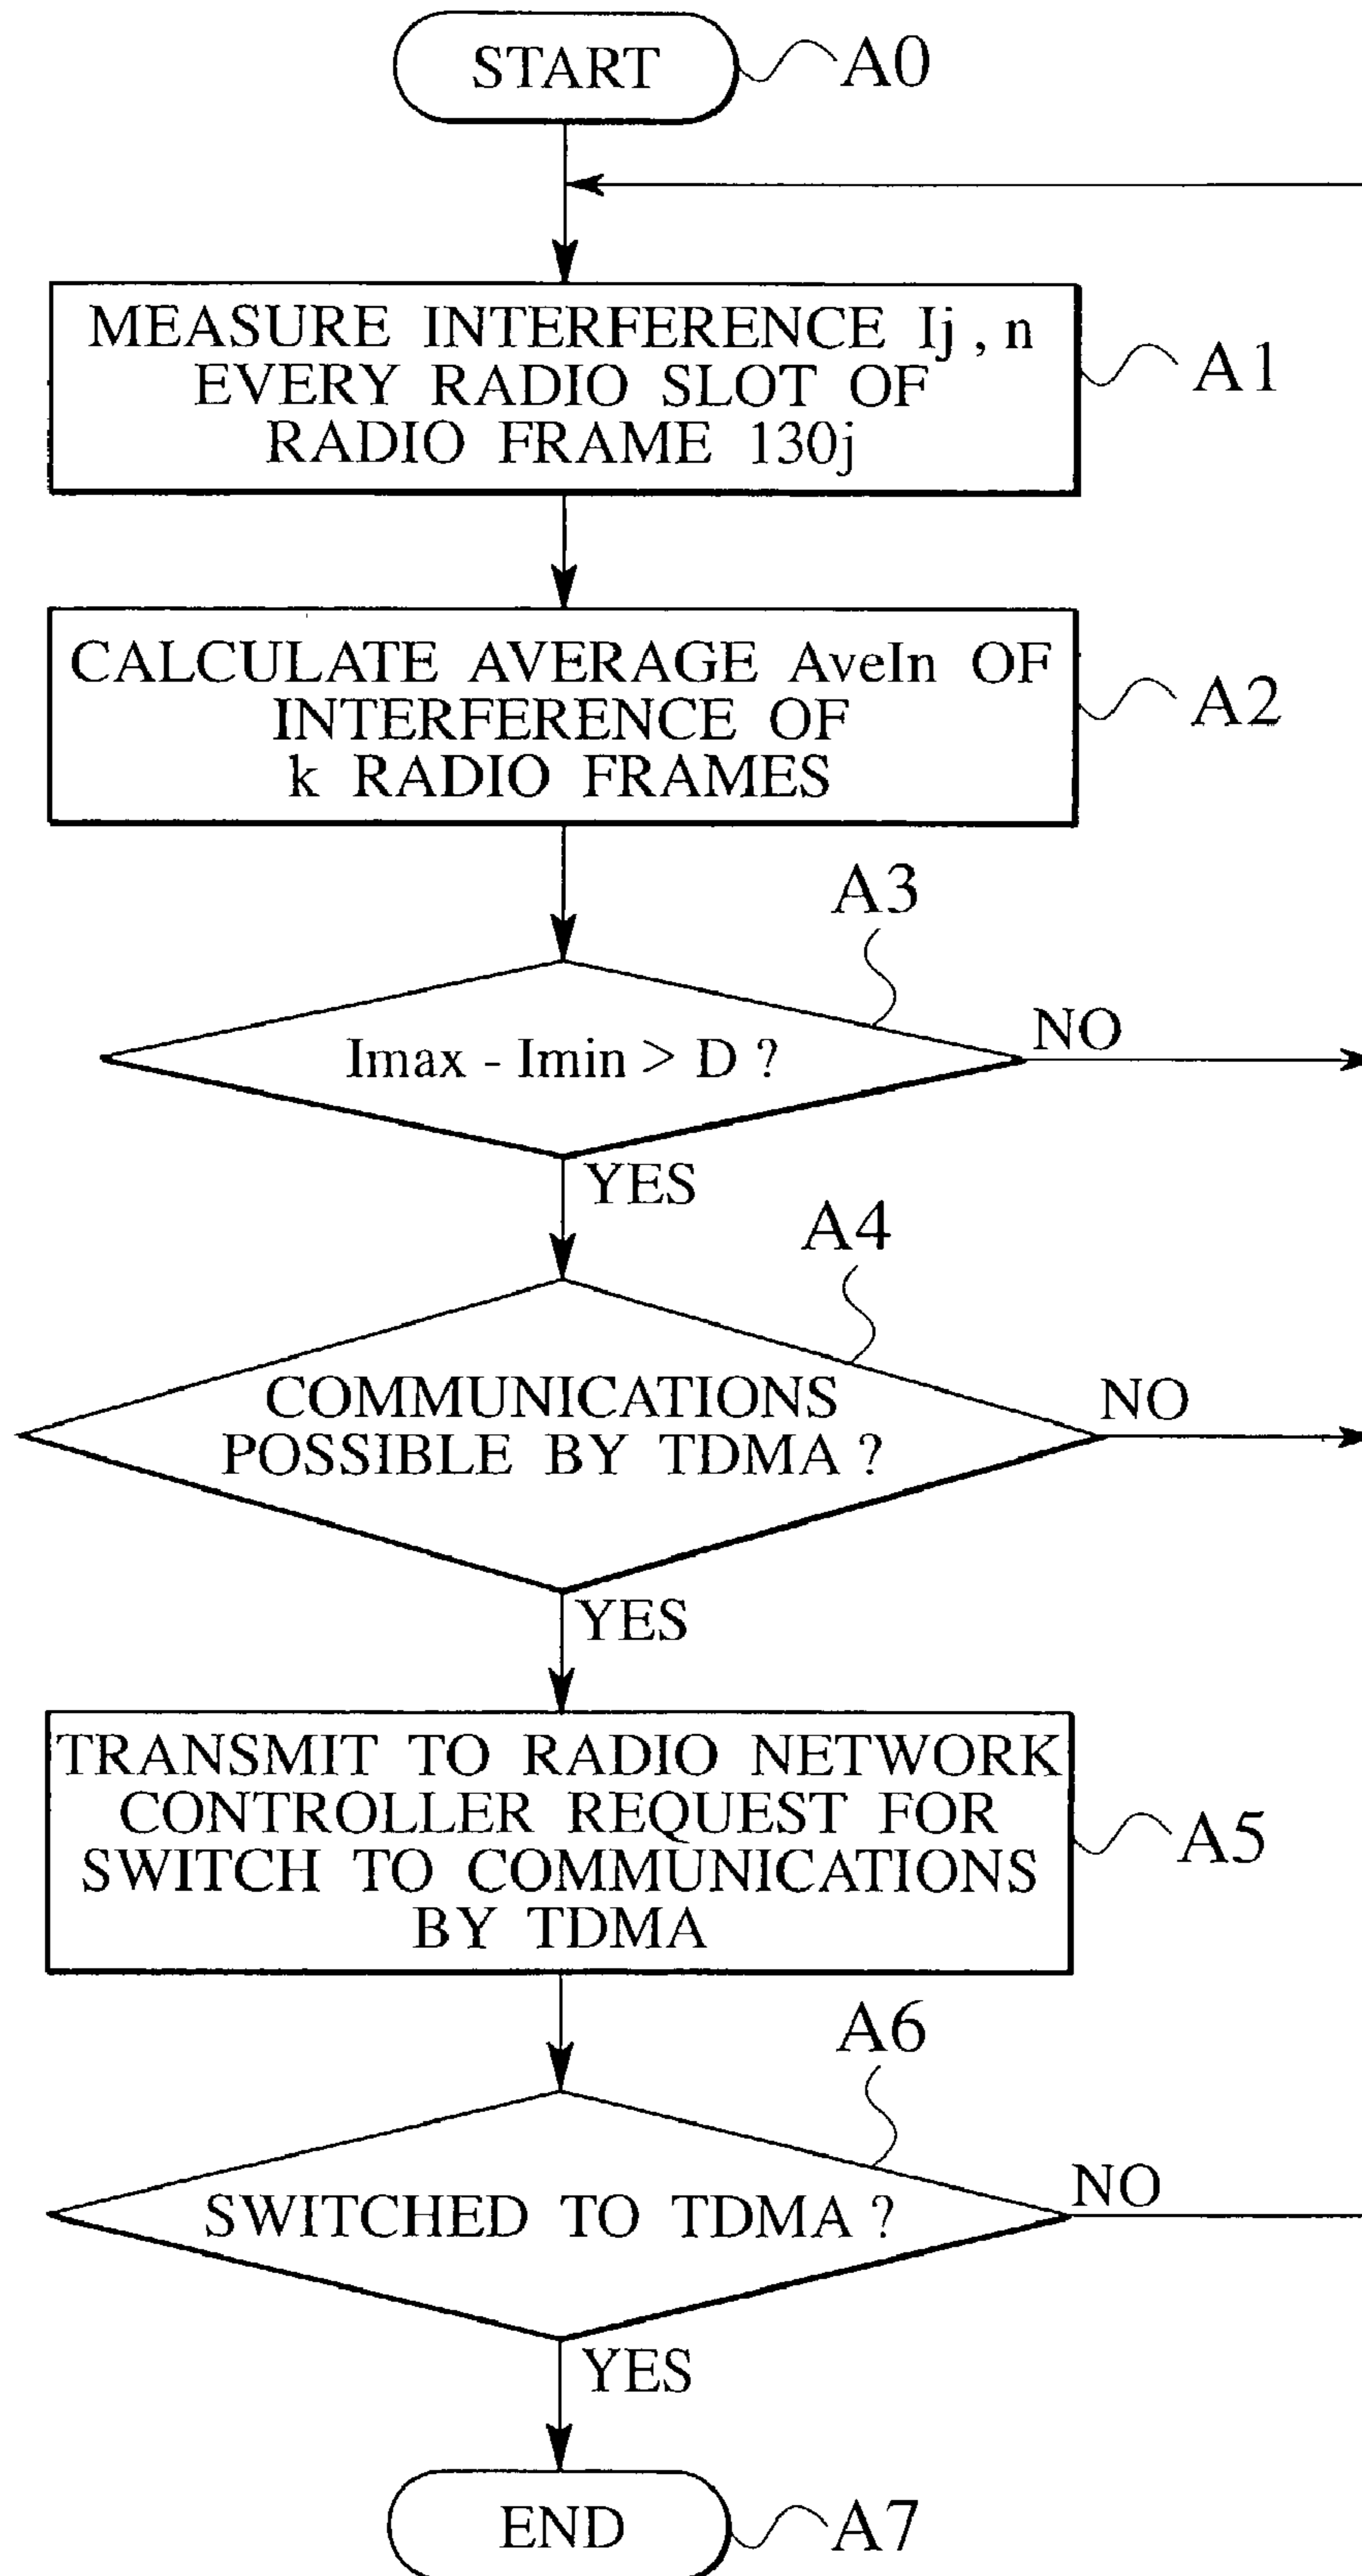 START
A0
MEASURE INTERFERENCE Ij , n
EVERY RADIO SLOT OF
RADIO FRAME 130j
A1
CALCULATE AVERAGE AveIn OF
INTERFERENCE OF
k RADIO FRAMES
A2
A3
Imax - Imin > D ?
NO
YES
A4
COMMUNICATIONS
POSSIBLE BY TDMA ?
NO
YES
TRANSMIT TO RADIO NETWORK
CONTROLLER REQUEST FOR
SWITCH TO COMMUNICATIONS
BY TDMA
A5
A6
SWITCHED TO TDMA ?
NO
YES
END
A7